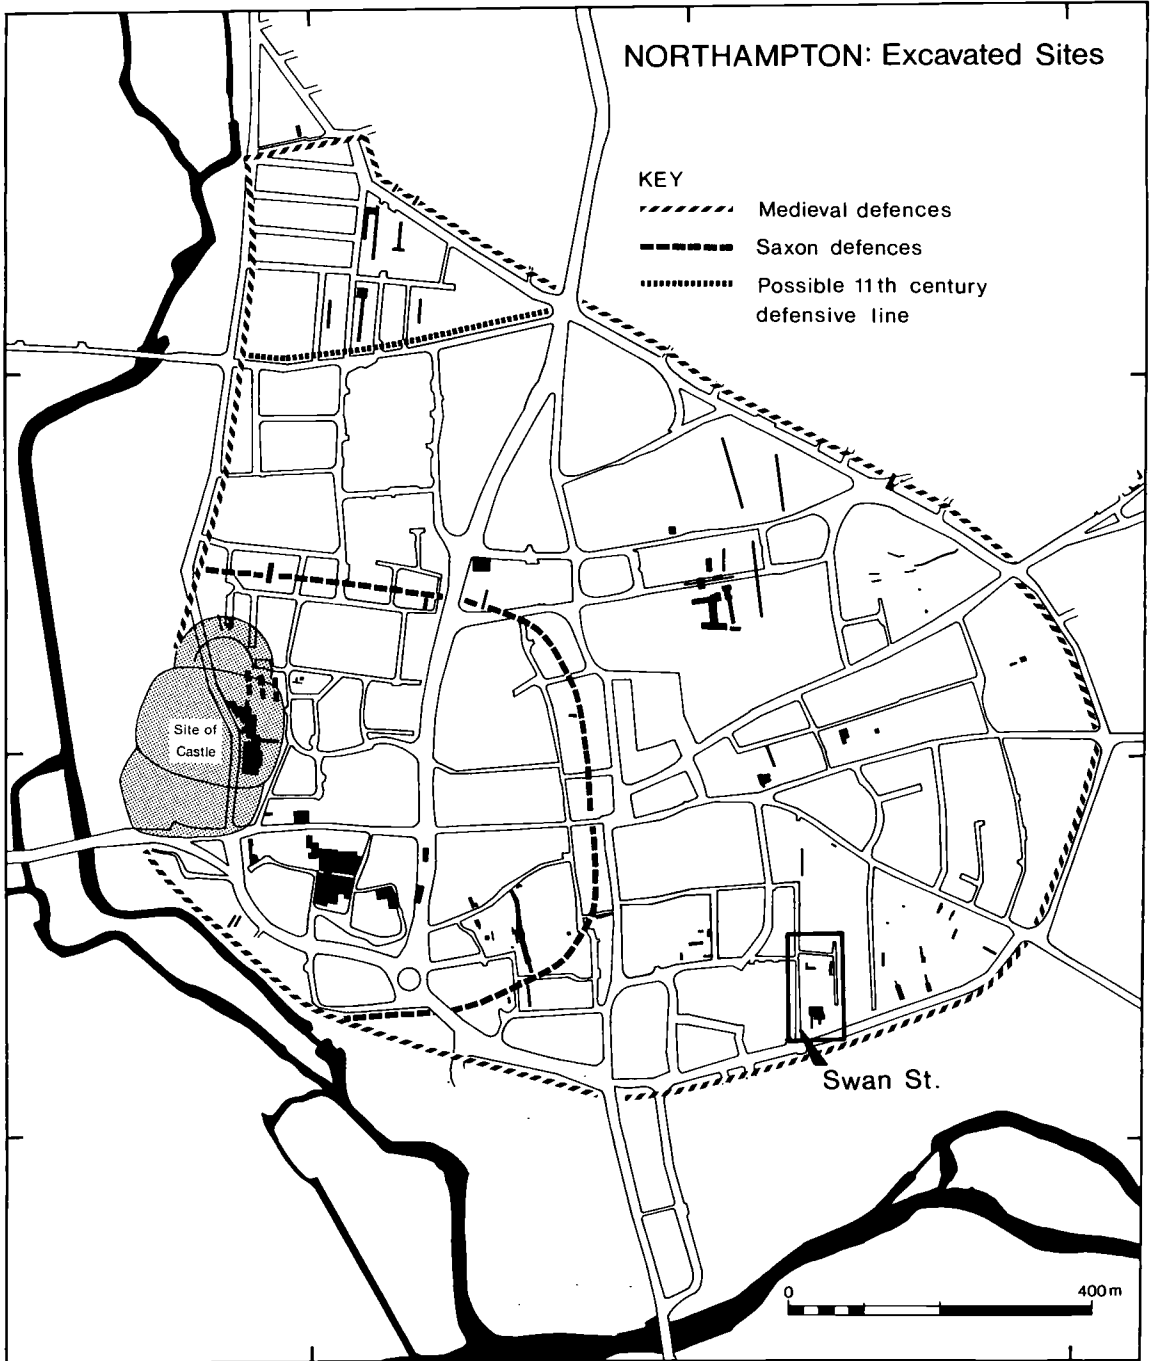 NORTHAMPTON: Excavated Sites
KEY
Medieval defences
Saxon defences
Possible 11th century
defensive line
Site of
Castle
Swan St.
0 400m